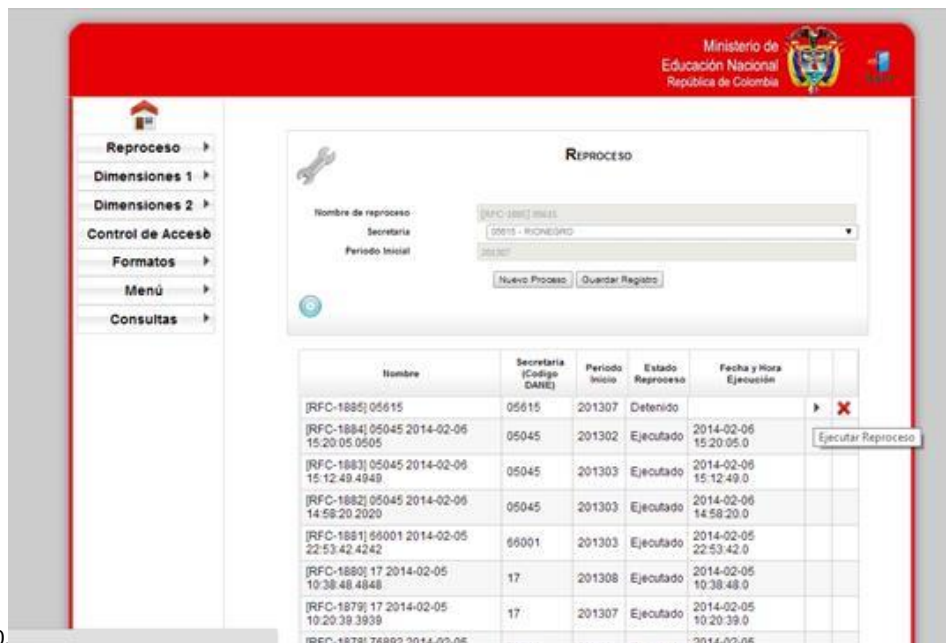 Ministerio de
Educación Nacional
República de Colombia
Reproceso
Dimensiones 1
Dimensiones 2
Control de Acceso
Formatos
Menú
Consultas
REPROCESO
Nombre de reproceso
[RFC-1885] 05615
Secretaria
05615 - RIONEGRO
Periodo Inicial
201307
Nuevo Proceso
Guardar Registro
Nombre
Secretaria
(Codigo
DANE)
Periodo
Inicio
Estado
Reproceso
Fecha y Hora
Ejecución
[RFC-1885] 05615
05615
201307
Detenido
Ejecutar Reproceso
[RFC-1884] 05045 2014-02-06
15:20:05.0505
05045
201302
Ejecutado
2014-02-06
15:20:05.0
[RFC-1883] 05045 2014-02-06
15:12:49.4949
05045
201303
Ejecutado
2014-02-06
15:12:49.0
[RFC-1882] 05045 2014-02-06
14:58:20.2020
05045
201303
Ejecutado
2014-02-06
14:58:20.0
[RFC-1881] 66001 2014-02-05
22:53:42.4242
66001
201303
Ejecutado
2014-02-05
22:53:42.0
[RFC-1880] 17 2014-02-05
10:38:48.4848
17
201308
Ejecutado
2014-02-05
10:38:48.0
[RFC-1879] 17 2014-02-05
10:20:39.3939
17
201307
Ejecutado
2014-02-05
10:20:39.0
2014-02-05